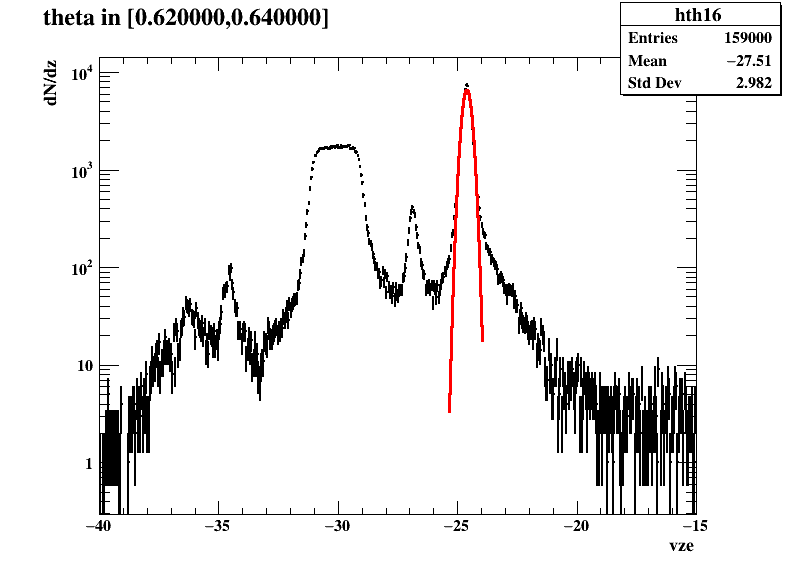 theta in [0.620000,0.640000]
hth16
Entries 159000
Mean −27.51
Std Dev 2.982
dN/dz
10⁴
10³
10²
10
1
−40 −35 −30 −25 −20 −15
vze